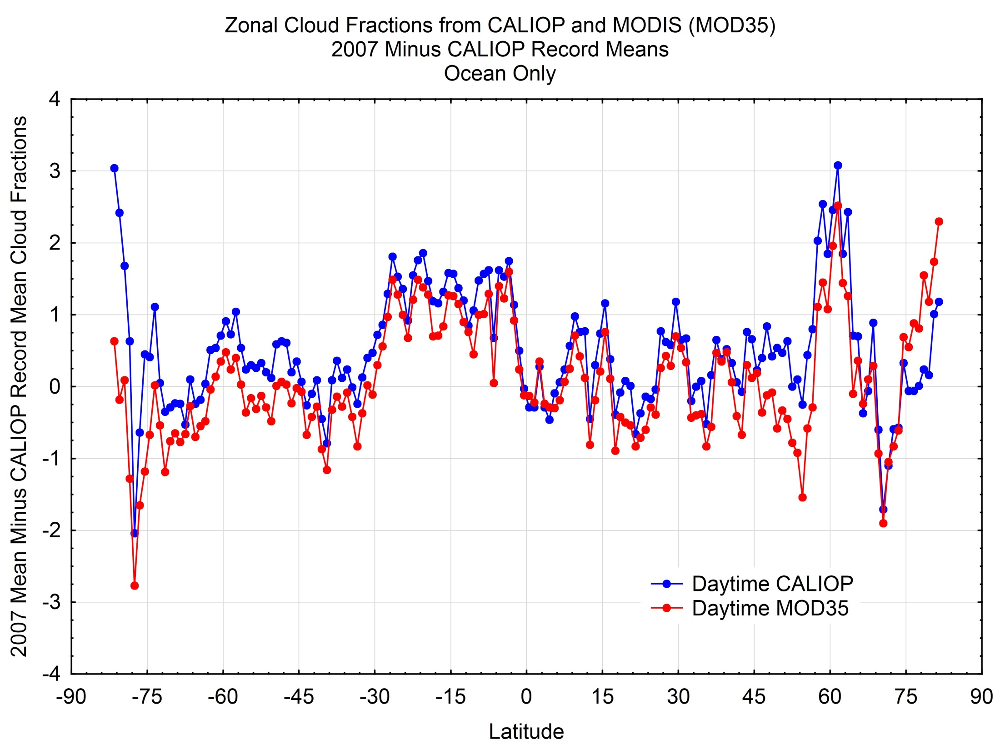 Zonal Cloud Fractions from CALIOP and MODIS (MOD35)
2007 Minus CALIOP Record Means
Ocean Only
2007 Mean Minus CALIOP Record Mean Cloud Fractions
4
3
2
1
0
-1
-2
-3
-4
Daytime CALIOP
Daytime MOD35
-90 -75 -60 -45 -30 -15 0 15 30 45 60 75 90
Latitude